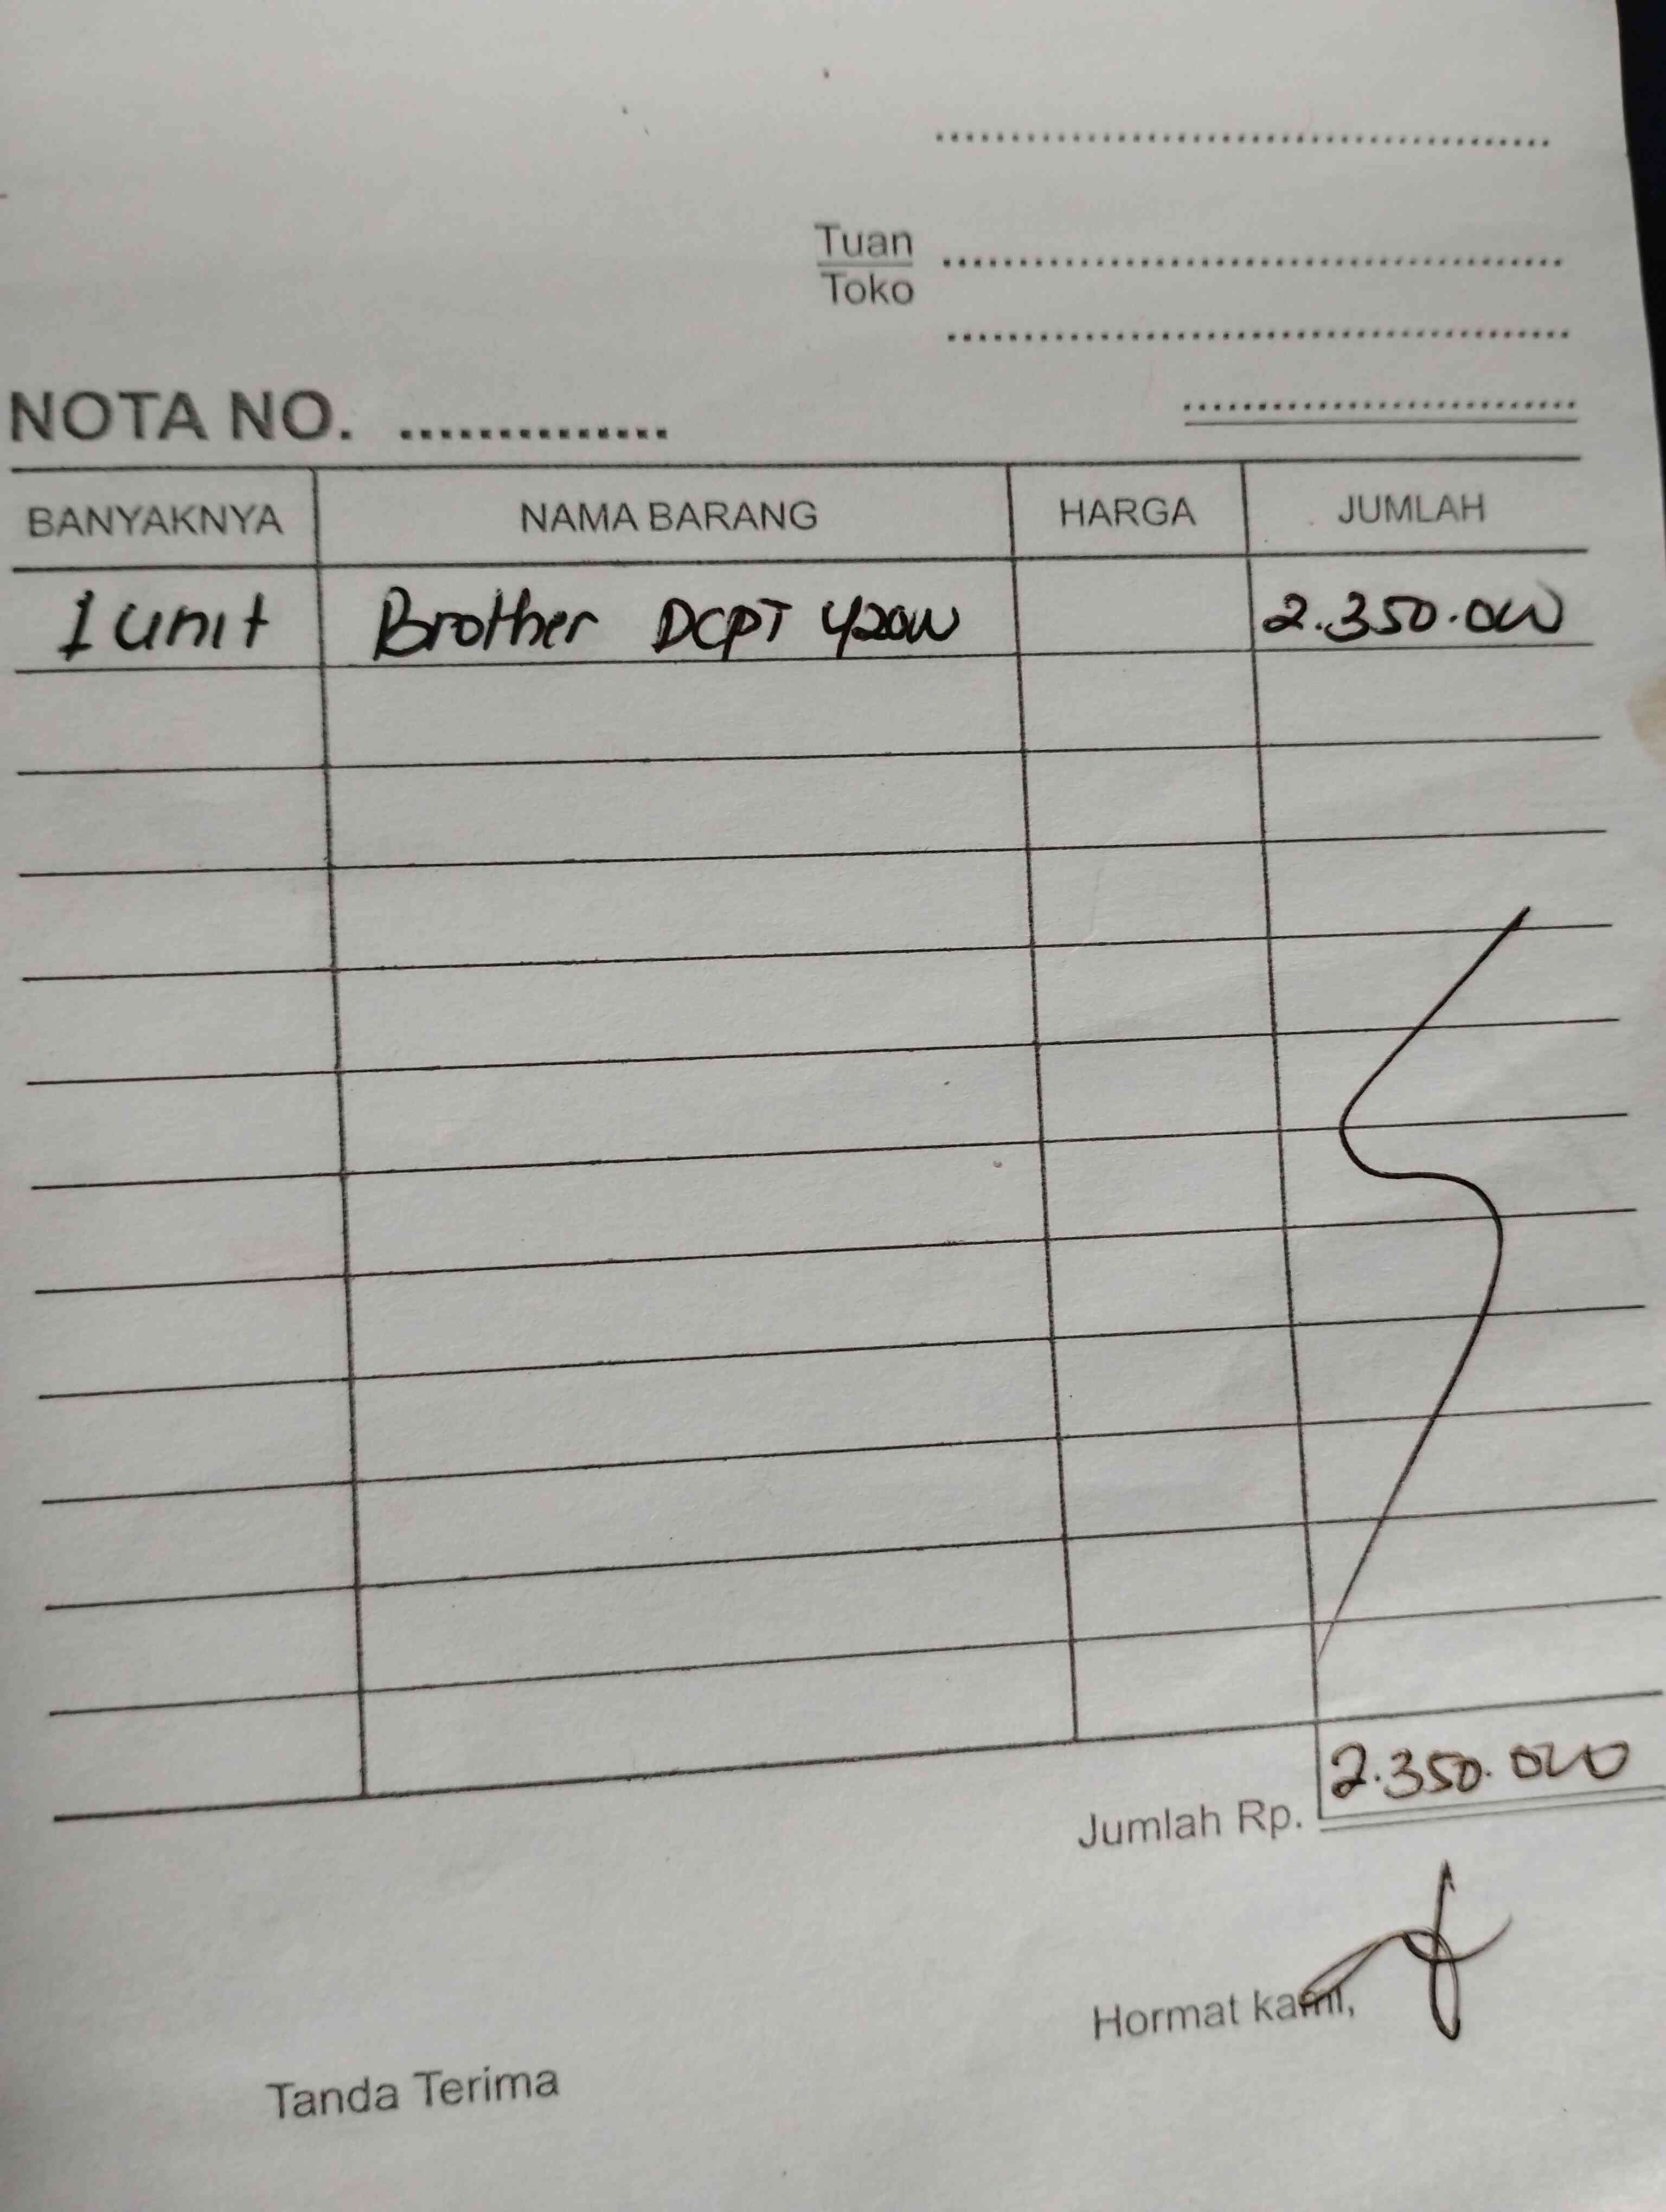 Tuan
Toko
NOTA NO. ..............
BANYAKNYA NAMA BARANG HARGA JUMLAH
1 unit Brother DCPT 420W 2.350.000
Jumlah Rp. 2.350.000
Hormat kami,
Tanda Terima